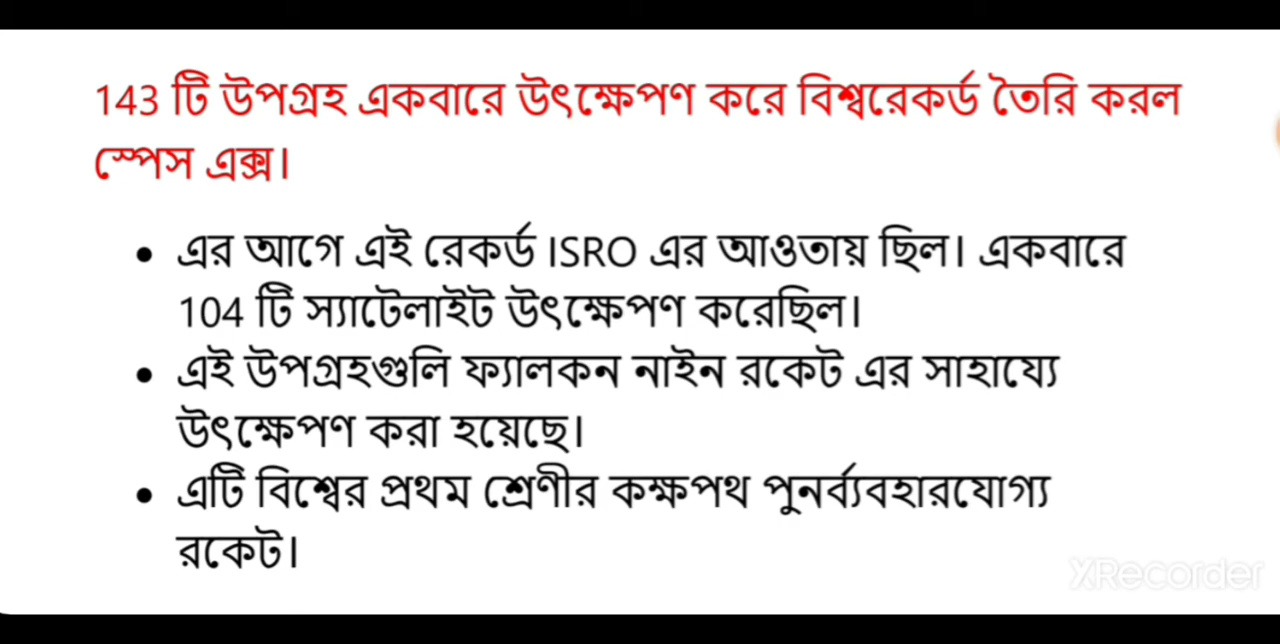 143 টি উপগ্রহ একবারে উৎক্ষেপণ করে বিশ্বরেকর্ড তৈরি করল
স্পেস এক্স।
• এর আগে এই রেকর্ড ISRO এর আওতায় ছিল। একবারে
104 টি স্যাটেলাইট উৎক্ষেপণ করেছিল।
• এই উপগ্রহগুলি ফ্যালকন নাইন রকেট এর সাহায্যে
উৎক্ষেপণ করা হয়েছে।
• এটি বিশ্বের প্রথম শ্রেণীর কক্ষপথ পুনর্ব্যবহারযোগ্য
রকেট।
XRecorder